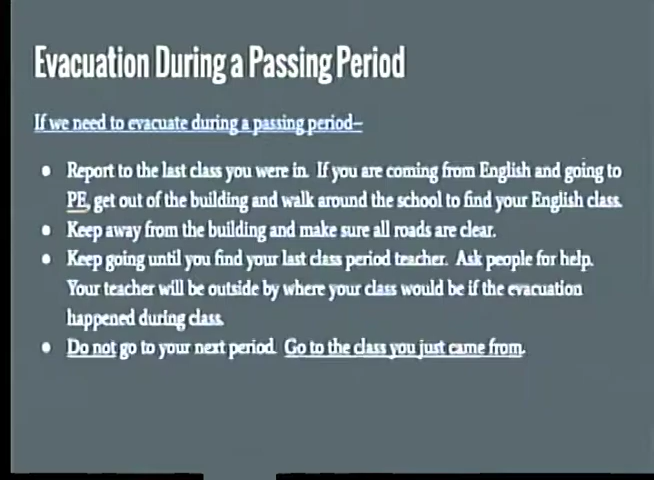 Evacuation During a Passing Period
If we need to evacuate during a passing period–
• Report to the last class you were in. If you are coming from English and going to
PE, get out of the building and walk around the school to find your English class.
• Keep away from the building and make sure all roads are clear.
• Keep going until you find your last class period teacher. Ask people for help.
Your teacher will be outside by where your class would be if the evacuation
happened during class.
• Do not go to your next period. Go to the class you just came from.